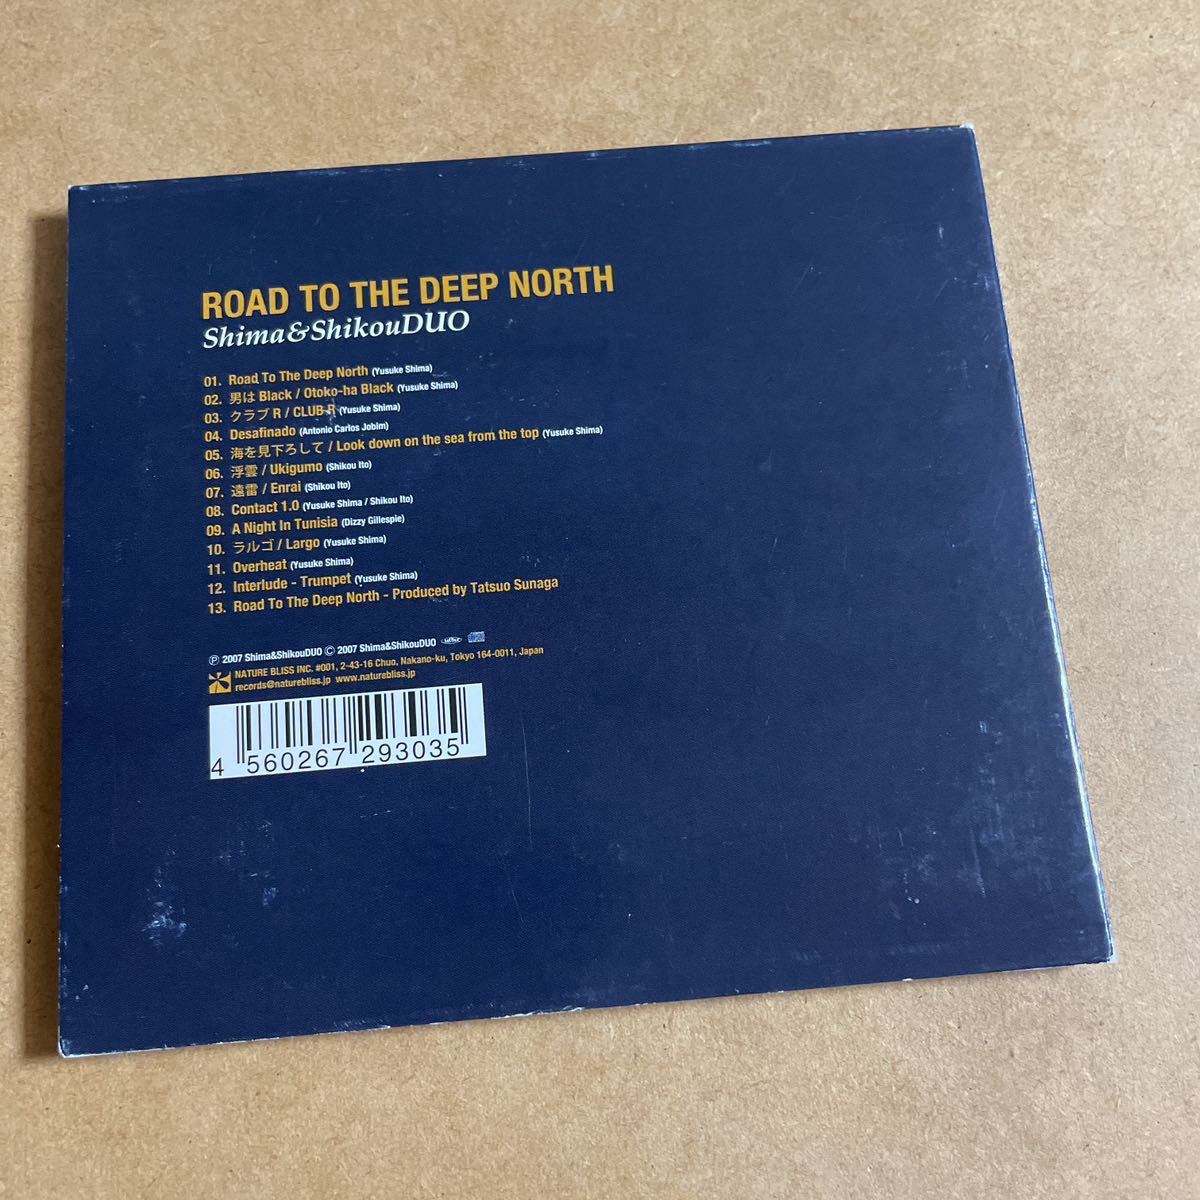 ROAD TO THE DEEP NORTH
Shima&ShikouDUO
01. Road To The Deep North (Yusuke Shima)
02. 男は Black / Otoko-ha Black (Yusuke Shima)
03. クラブ R / CLUB R (Yusuke Shima)
04. Desafinado (Antonio Carlos Jobim)
05. 海を見下ろして / Look down on the sea from the top (Yusuke Shima)
06. 浮雲 / Ukigumo (Shikou Ito)
07. 遠雷 / Enrai (Shikou Ito)
08. Contact 1.0 (Yusuke Shima / Shikou Ito)
09. A Night In Tunisia (Dizzy Gillespie)
10. ラルゴ / Largo (Yusuke Shima)
11. Overheat (Yusuke Shima)
12. Interlude - Trumpet (Yusuke Shima)
13. Road To The Deep North - Produced by Tatsuo Sunaga
℗ 2007 Shima&ShikouDUO © 2007 Shima&ShikouDUO
NATURE BLISS INC. #001, 2-43-16 Chuo, Nakano-ku, Tokyo 164-0011, Japan
records@naturebliss.jp www.naturebliss.jp
4 560267 293035